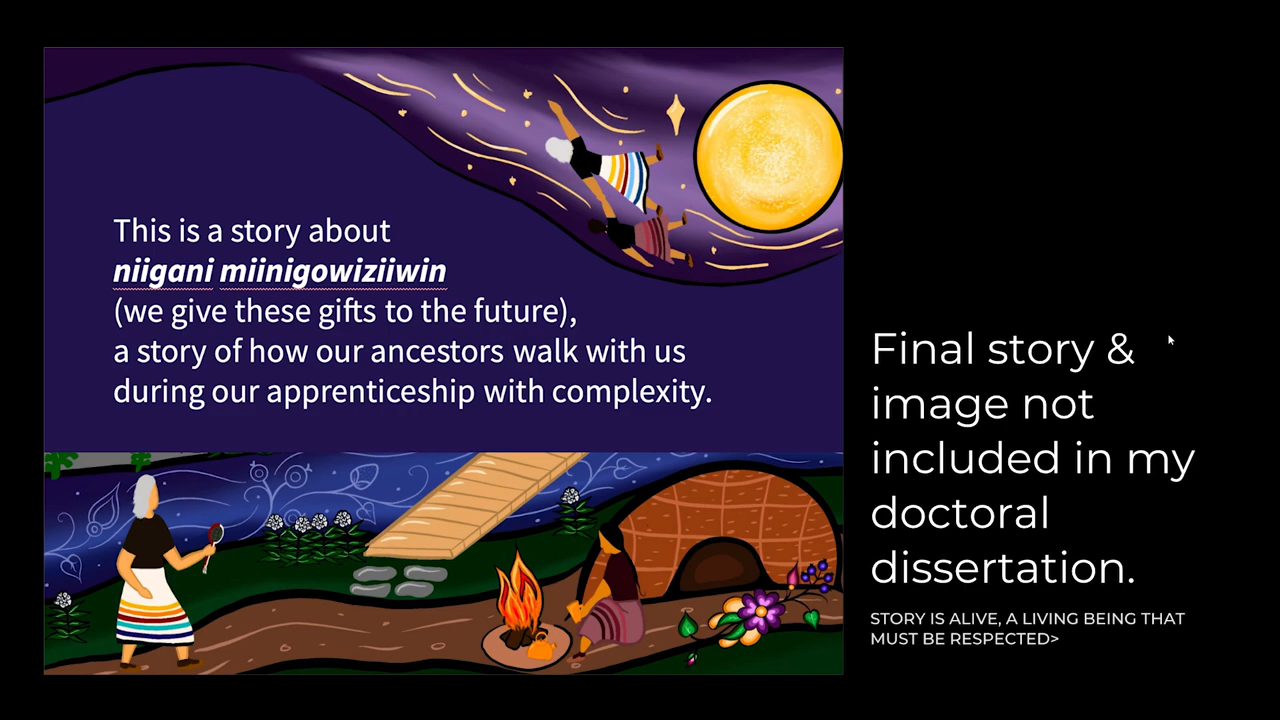 This is a story about
niigani miinigowiziiwin
(we give these gifts to the future),
a story of how our ancestors walk with us
during our apprenticeship with complexity.
Final story &
image not
included in my
doctoral
dissertation.
STORY IS ALIVE, A LIVING BEING THAT
MUST BE RESPECTED>